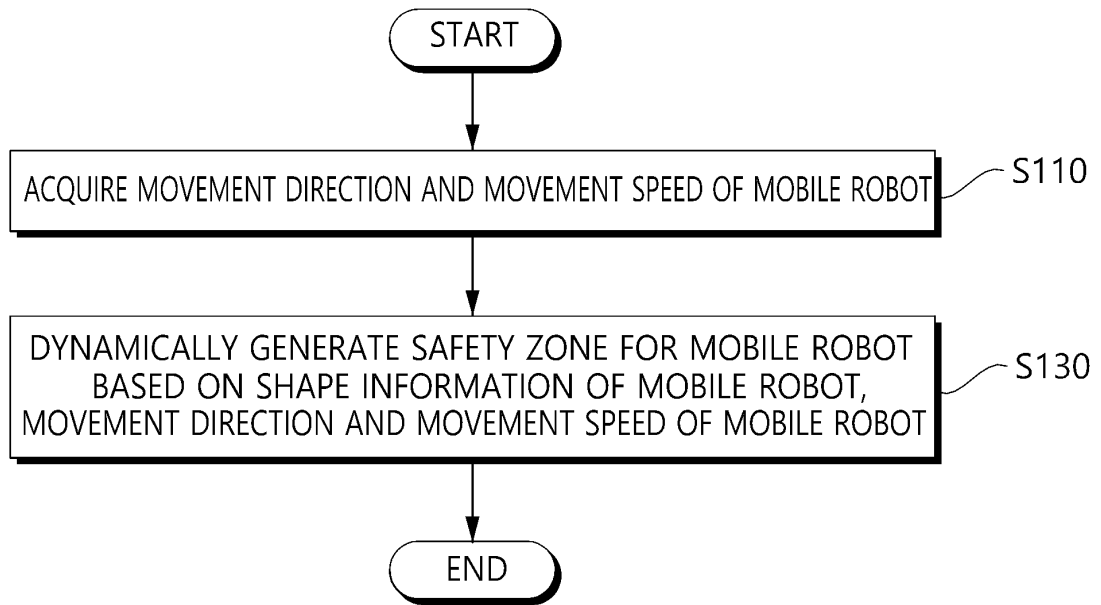 START
ACQUIRE MOVEMENT DIRECTION AND MOVEMENT SPEED OF MOBILE ROBOT
S110
DYNAMICALLY GENERATE SAFETY ZONE FOR MOBILE ROBOT
BASED ON SHAPE INFORMATION OF MOBILE ROBOT,
MOVEMENT DIRECTION AND MOVEMENT SPEED OF MOBILE ROBOT
S130
END